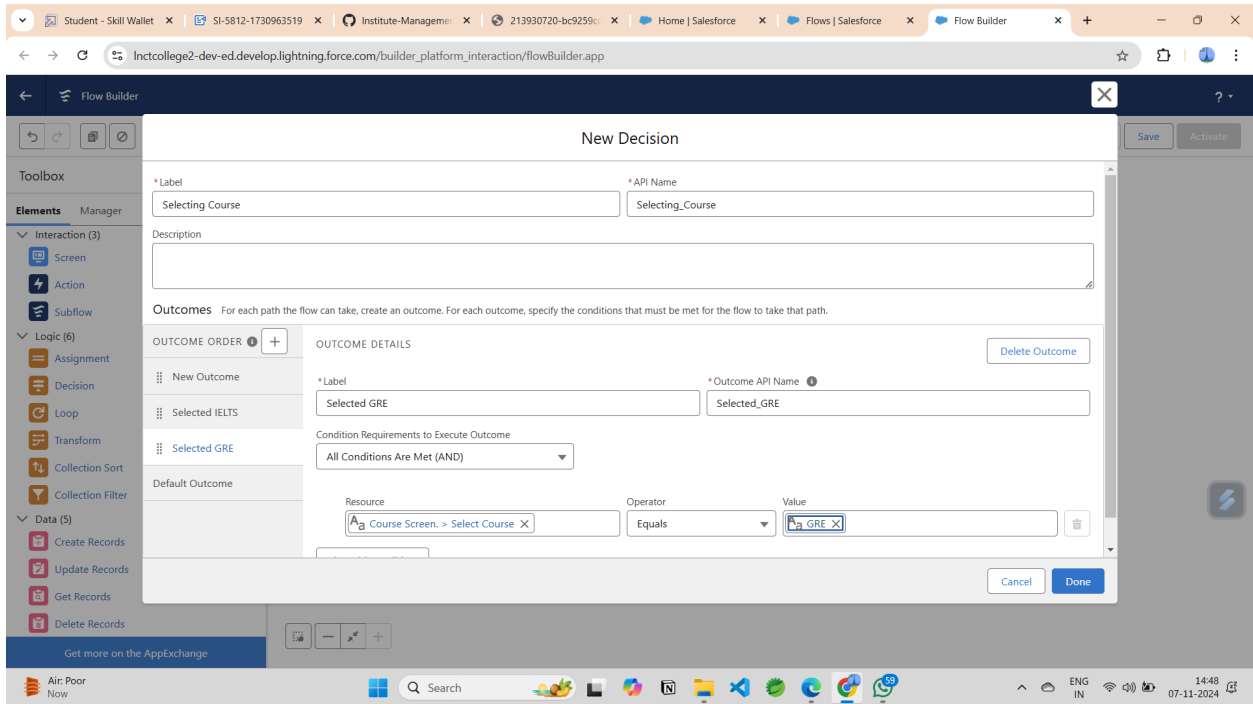 Student - Skill Wallet
SI-5812-1730963519
Institute-Managemen
213930720-bc9259c
Home | Salesforce
Flows | Salesforce
Flow Builder
lnctcollege2-dev-ed.develop.lightning.force.com/builder_platform_interaction/flowBuilder.app
Flow Builder
?
New Decision
Save
Activate
Toolbox
Elements
Manager
Interaction (3)
Screen
Action
Subflow
Logic (6)
Assignment
Decision
Loop
Transform
Collection Sort
Collection Filter
Data (5)
Create Records
Update Records
Get Records
Delete Records
Get more on the AppExchange
*Label
*API Name
Selecting Course
Selecting_Course
Description
Outcomes For each path the flow can take, create an outcome. For each outcome, specify the conditions that must be met for the flow to take that path.
OUTCOME ORDER
OUTCOME DETAILS
Delete Outcome
New Outcome
Selected IELTS
Selected GRE
Default Outcome
*Label
*Outcome API Name
Selected GRE
Selected_GRE
Condition Requirements to Execute Outcome
All Conditions Are Met (AND)
Resource
Operator
Value
Aa Course Screen. > Select Course
Equals
Aa GRE
Cancel
Done
Air: Poor
Now
Search
59
ENG
IN
14:48
07-11-2024